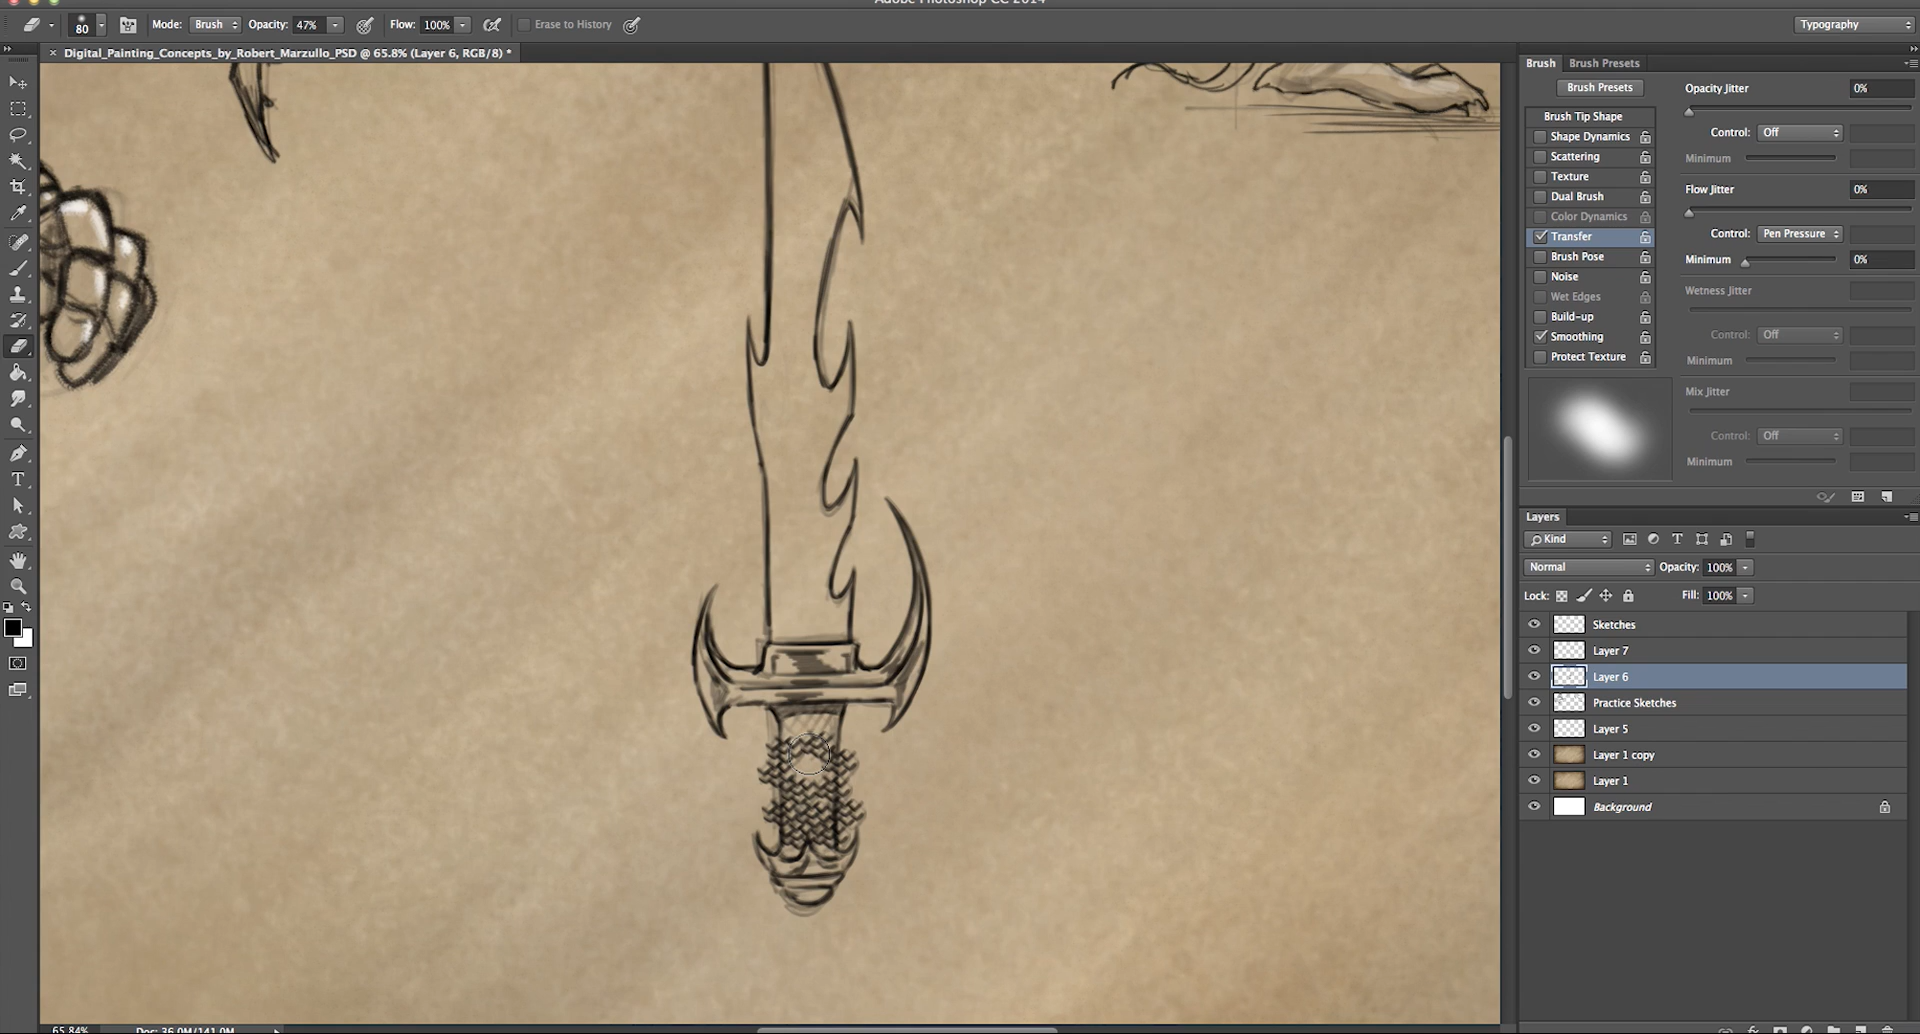 Adobe Photoshop CC 2014
80 Mode: Brush Opacity: 47% Flow: 100% Erase to History Typography
× Digital_Painting_Concepts_by_Robert_Marzullo_PSD @ 65.8% (Layer 6, RGB/8) *
Brush Brush Presets
Brush Presets
Brush Tip Shape
Shape Dynamics
Scattering
Texture
Dual Brush
Color Dynamics
Transfer
Brush Pose
Noise
Wet Edges
Build-up
Smoothing
Protect Texture
Opacity Jitter 0%
Control: Off
Minimum
Flow Jitter 0%
Control: Pen Pressure
Minimum 0%
Wetness Jitter
Control: Off
Minimum
Mix Jitter
Control: Off
Minimum
Layers
Kind
Normal Opacity: 100%
Lock: Fill: 100%
Sketches
Layer 7
Layer 6
Practice Sketches
Layer 5
Layer 1 copy
Layer 1
Background
65.84% Doc: 36.0M/141.0M